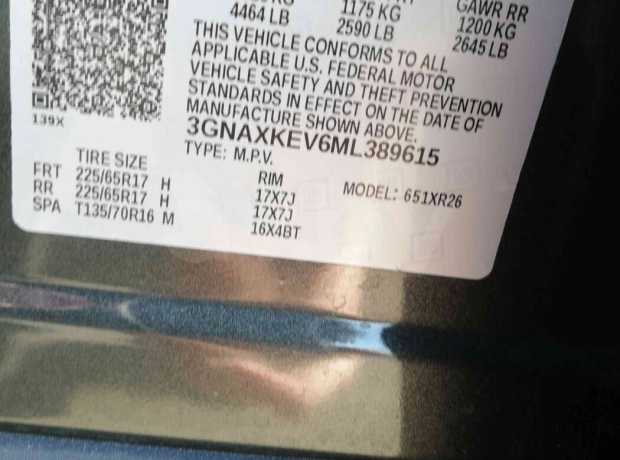 4464 LB 1175 KG GAWR RR
2590 LB 1200 KG
2645 LB
THIS VEHICLE CONFORMS TO ALL
APPLICABLE U.S. FEDERAL MOTOR
VEHICLE SAFETY AND THEFT PREVENTION
STANDARDS IN EFFECT ON THE DATE OF
MANUFACTURE SHOWN ABOVE.
139X
3GNAXKEV6ML389615
TYPE: M.P.V.
TIRE SIZE RIM MODEL: 651XR26
FRT 225/65R17 H 17X7J
RR 225/65R17 H 17X7J
SPA T135/70R16 M 16X4BT